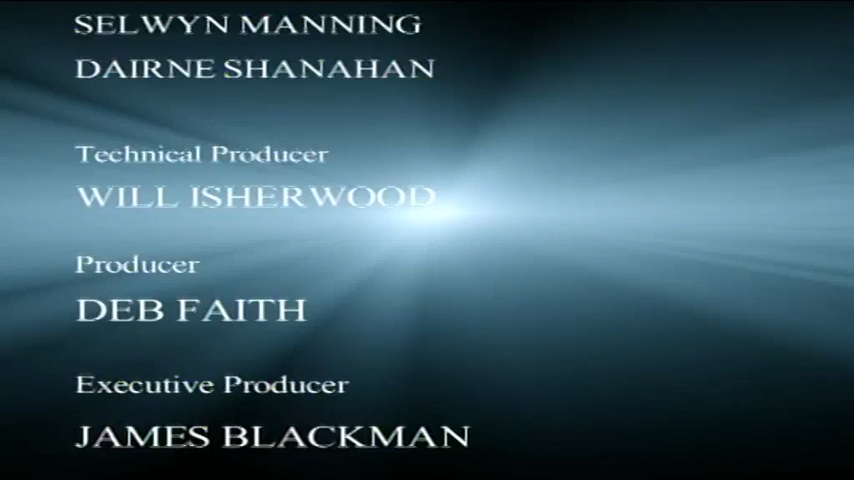 SELWYN MANNING
DAIRNE SHANAHAN
Technical Producer
WILL ISHERWOOD
Producer
DEB FAITH
Executive Producer
JAMES BLACKMAN